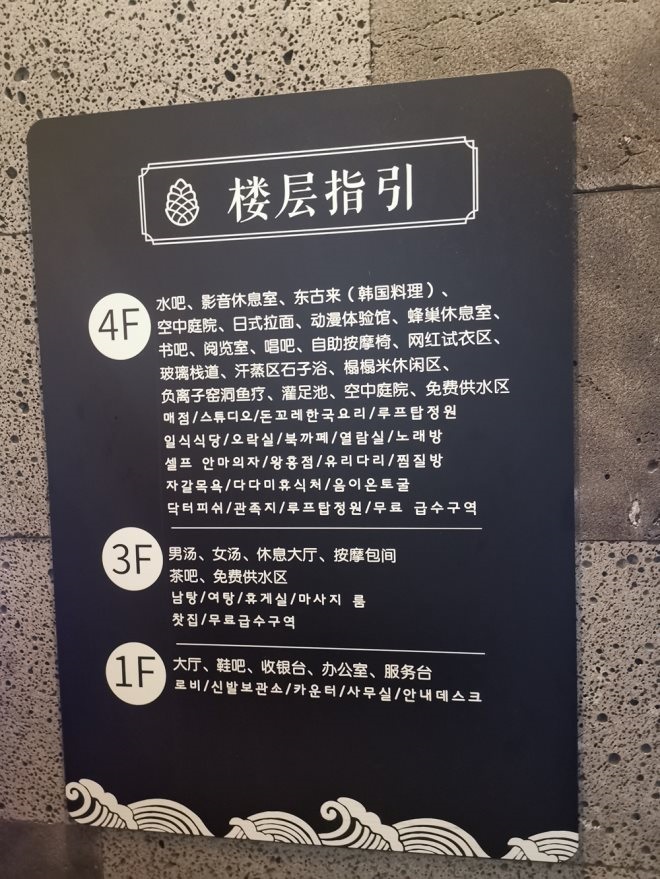 楼层指引
4F
水吧、影音休息室、东古来（韩国料理）、
空中庭院、日式拉面、动漫体验馆、蜂巢休息室、
书吧、阅览室、唱吧、自助按摩椅、网红试衣区、
玻璃栈道、汗蒸区石子浴、榻榻米休闲区、
负离子窑洞鱼疗、灌足池、空中庭院、免费供水区
매점/스튜디오/돈꼬레한국요리/루프탑정원
일식식당/오락실/북까페/열람실/노래방
셀프 안마의자/왕홍점/유리다리/찜질방
자갈목욕/다다미휴식처/음이온토굴
닥터피쉬/관족지/루프탑정원/무료 급수구역
3F
男汤、女汤、休息大厅、按摩包间
茶吧、免费供水区
남탕/여탕/휴게실/마사지 룸
찻집/무료급수구역
1F
大厅、鞋吧、收银台、办公室、服务台
로비/신발보관소/카운터/사무실/안내데스크